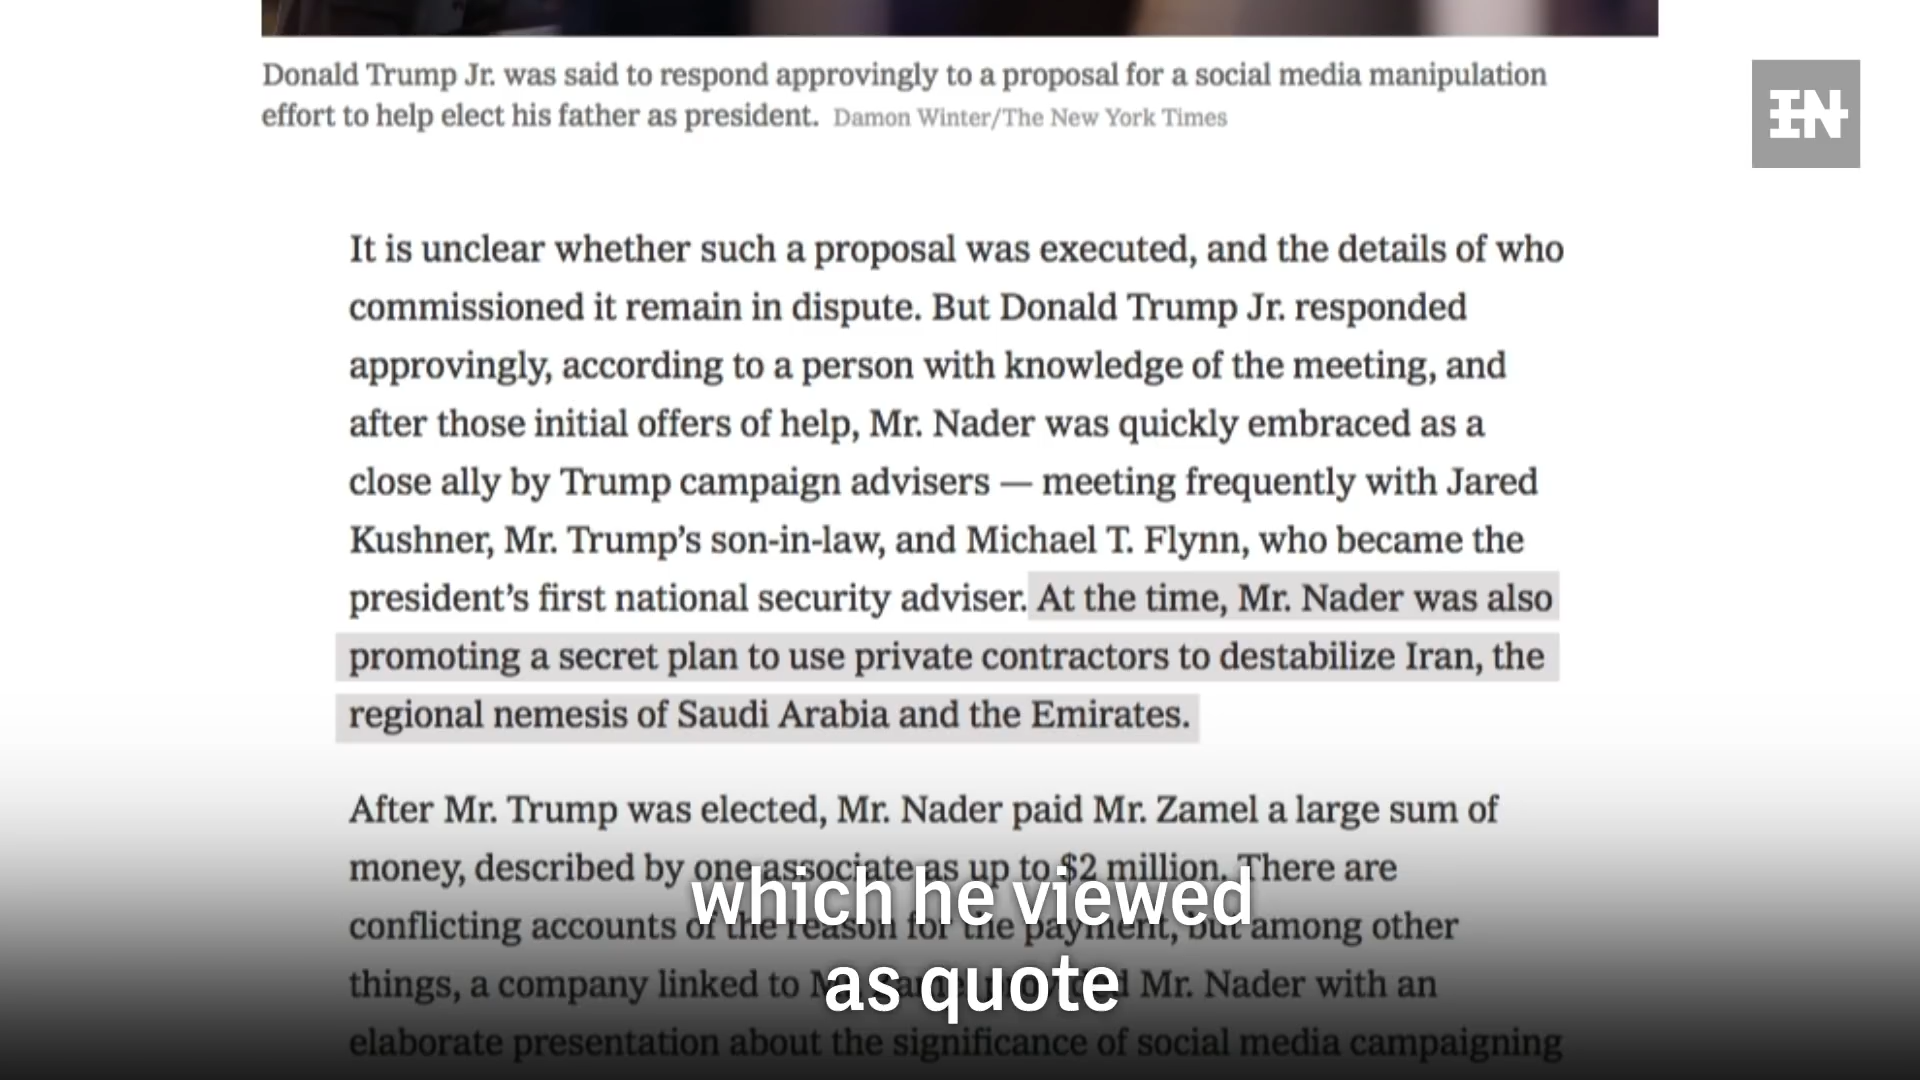 Donald Trump Jr. was said to respond approvingly to a proposal for a social media manipulation
effort to help elect his father as president. Damon Winter/The New York Times
IN
It is unclear whether such a proposal was executed, and the details of who
commissioned it remain in dispute. But Donald Trump Jr. responded
approvingly, according to a person with knowledge of the meeting, and
after those initial offers of help, Mr. Nader was quickly embraced as a
close ally by Trump campaign advisers — meeting frequently with Jared
Kushner, Mr. Trump’s son-in-law, and Michael T. Flynn, who became the
president’s first national security adviser. At the time, Mr. Nader was also
promoting a secret plan to use private contractors to destabilize Iran, the
regional nemesis of Saudi Arabia and the Emirates.
After Mr. Trump was elected, Mr. Nader paid Mr. Zamel a large sum of
money, described by one associate as up to $2 million. There are
conflicting accounts of the reason for the payment, but among other
things, a company linked to Mr. Nader with an
elaborate presentation about the significance of social media campaigning
which he viewed
as quote